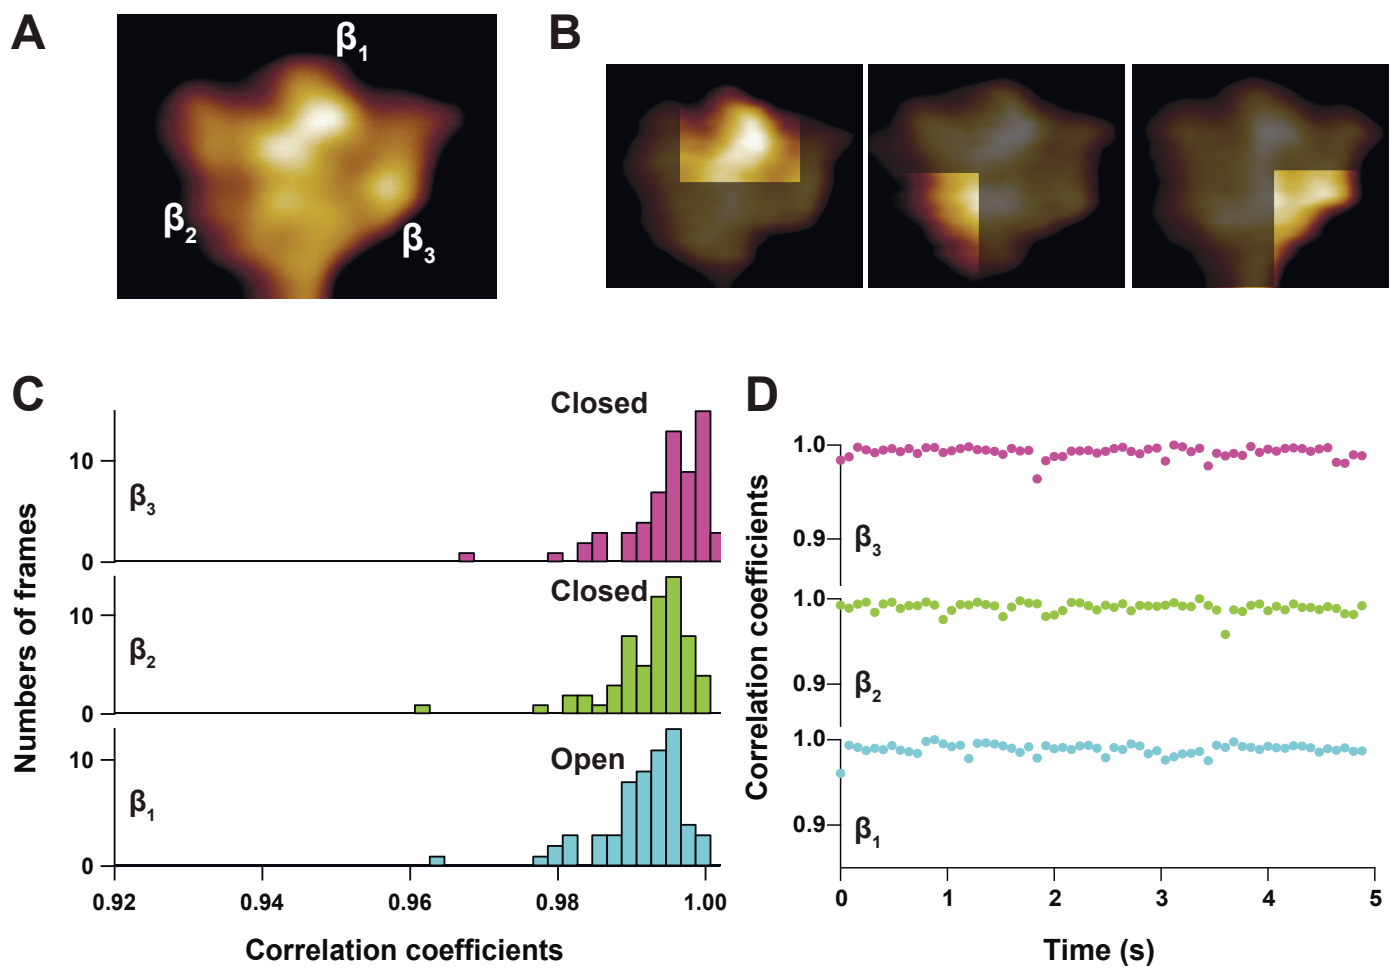 A
β1
β2
β3
B
C
Numbers of frames
Closed
10
β3
0
Closed
10
β2
0
Open
10
β1
0
0.92 0.94 0.96 0.98 1.00
Correlation coefficients
D
Correlation coefficients
1.0
0.9
β3
1.0
0.9
β2
1.0
0.9
β1
0 1 2 3 4 5
Time (s)